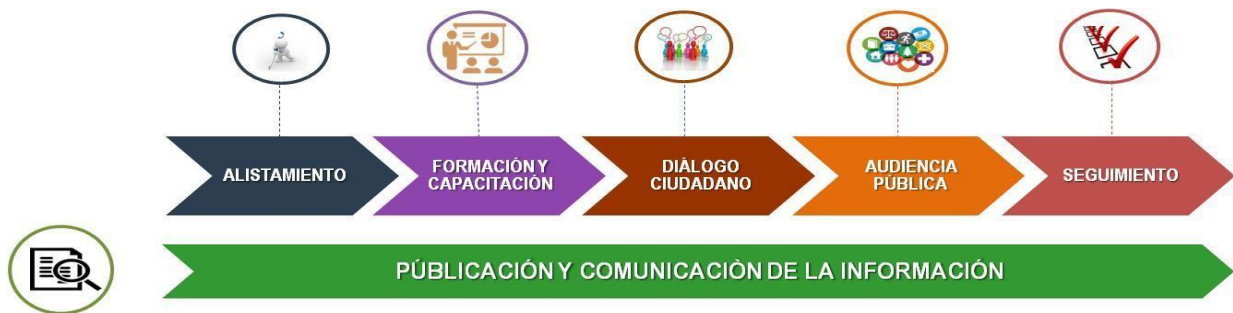 ALISTAMIENTO
FORMACIÓN Y
CAPACITACIÓN
DIÁLOGO
CIUDADANO
AUDIENCIA
PÚBLICA
SEGUIMIENTO
PÚBLICACIÓN Y COMUNICACIÒN DE LA INFORMACIÓN